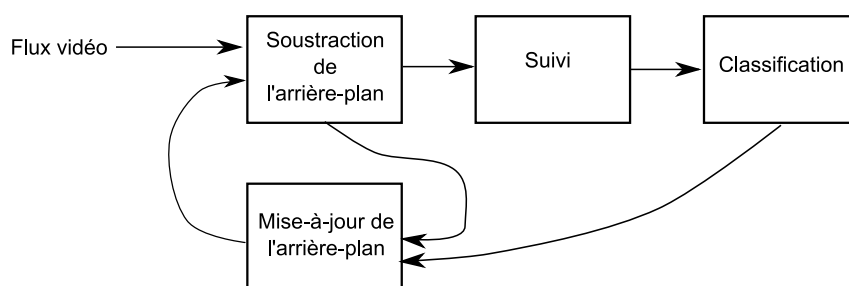 Flux vidéo
Soustraction
de
l'arrière-plan
Suivi
Classification
Mise-à-jour de
l'arrière-plan